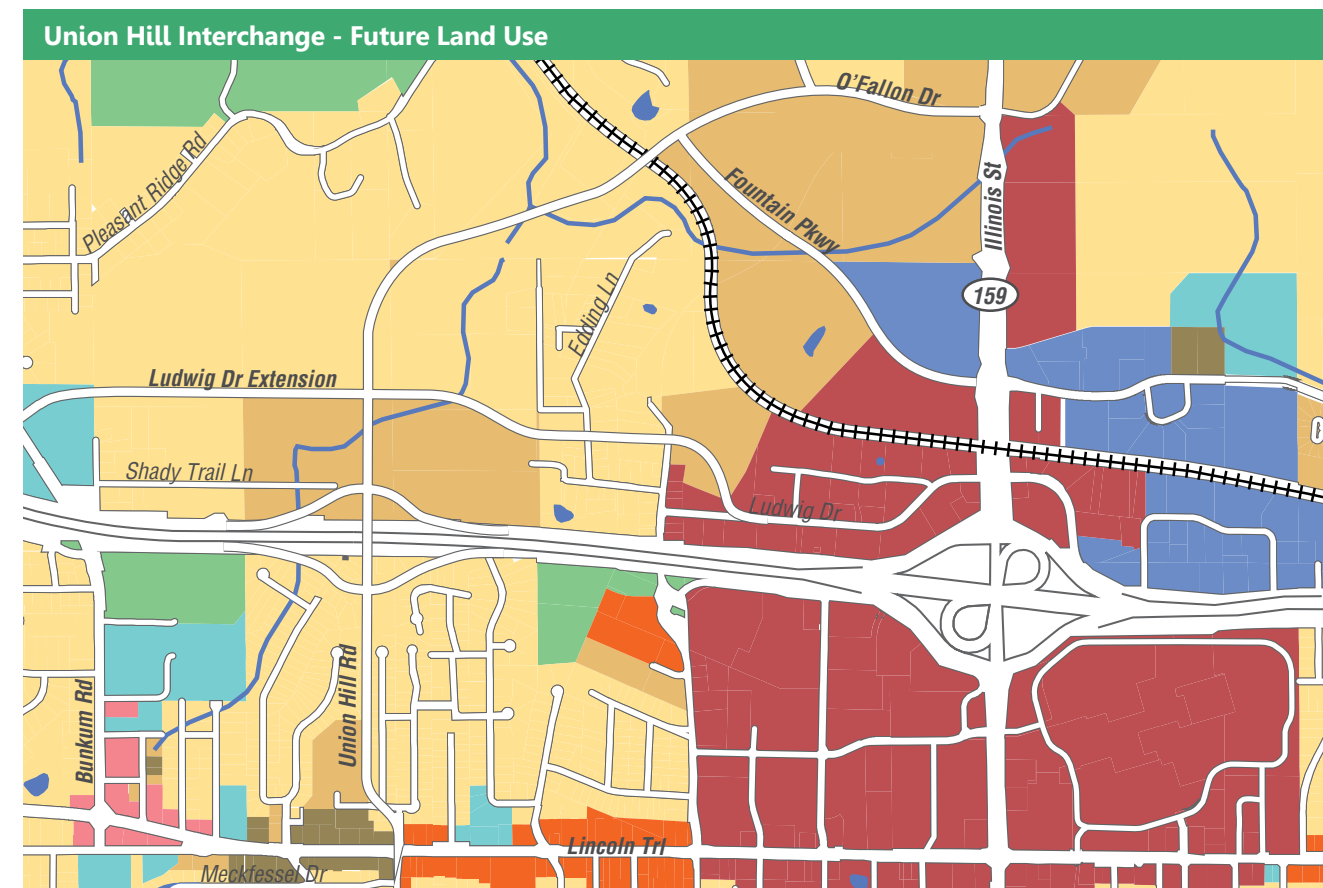 Union Hill Interchange - Future Land Use
O'Fallon Dr
Pleasant Ridge Rd
Fountain Pkwy
Illinois St
159
Edding Ln
Ludwig Dr Extension
Shady Trail Ln
Ludwig Dr
Union Hill Rd
Bunkum Rd
Lincoln Trl
Meckfessel Dr